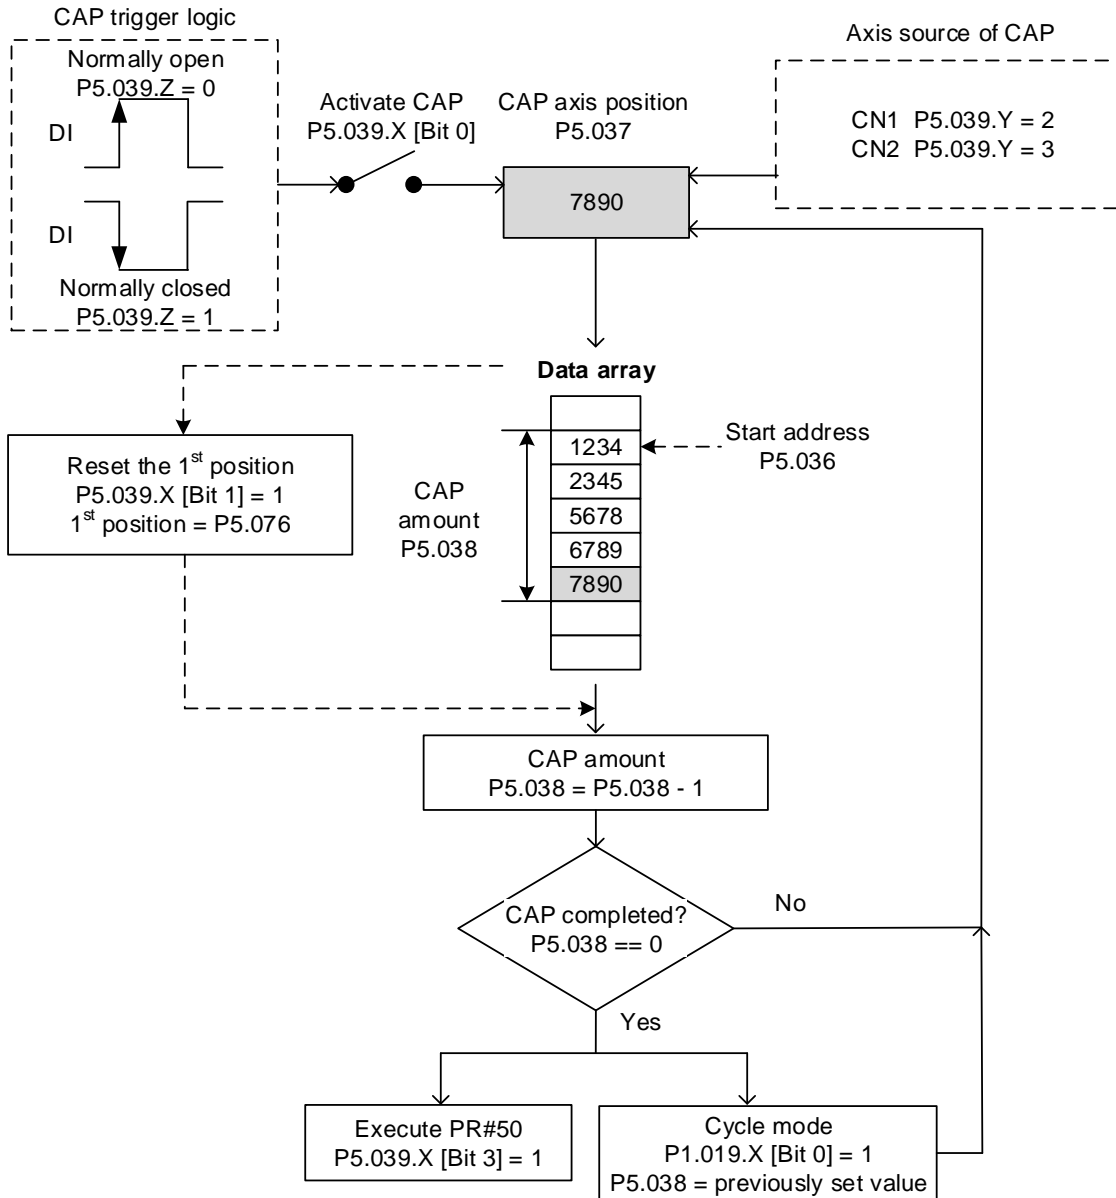 CAP trigger logic
Normally open
P5.039.Z = 0
DI
DI
Normally closed
P5.039.Z = 1
Activate CAP
P5.039.X [Bit 0]
CAP axis position
P5.037
7890
Axis source of CAP
CN1 P5.039.Y = 2
CN2 P5.039.Y = 3
Data array
1234
2345
5678
6789
7890
Start address
P5.036
CAP
amount
P5.038
Reset the 1st position
P5.039.X [Bit 1] = 1
1st position = P5.076
CAP amount
P5.038 = P5.038 - 1
CAP completed?
P5.038 == 0
No
Yes
Execute PR#50
P5.039.X [Bit 3] = 1
Cycle mode
P1.019.X [Bit 0] = 1
P5.038 = previously set value